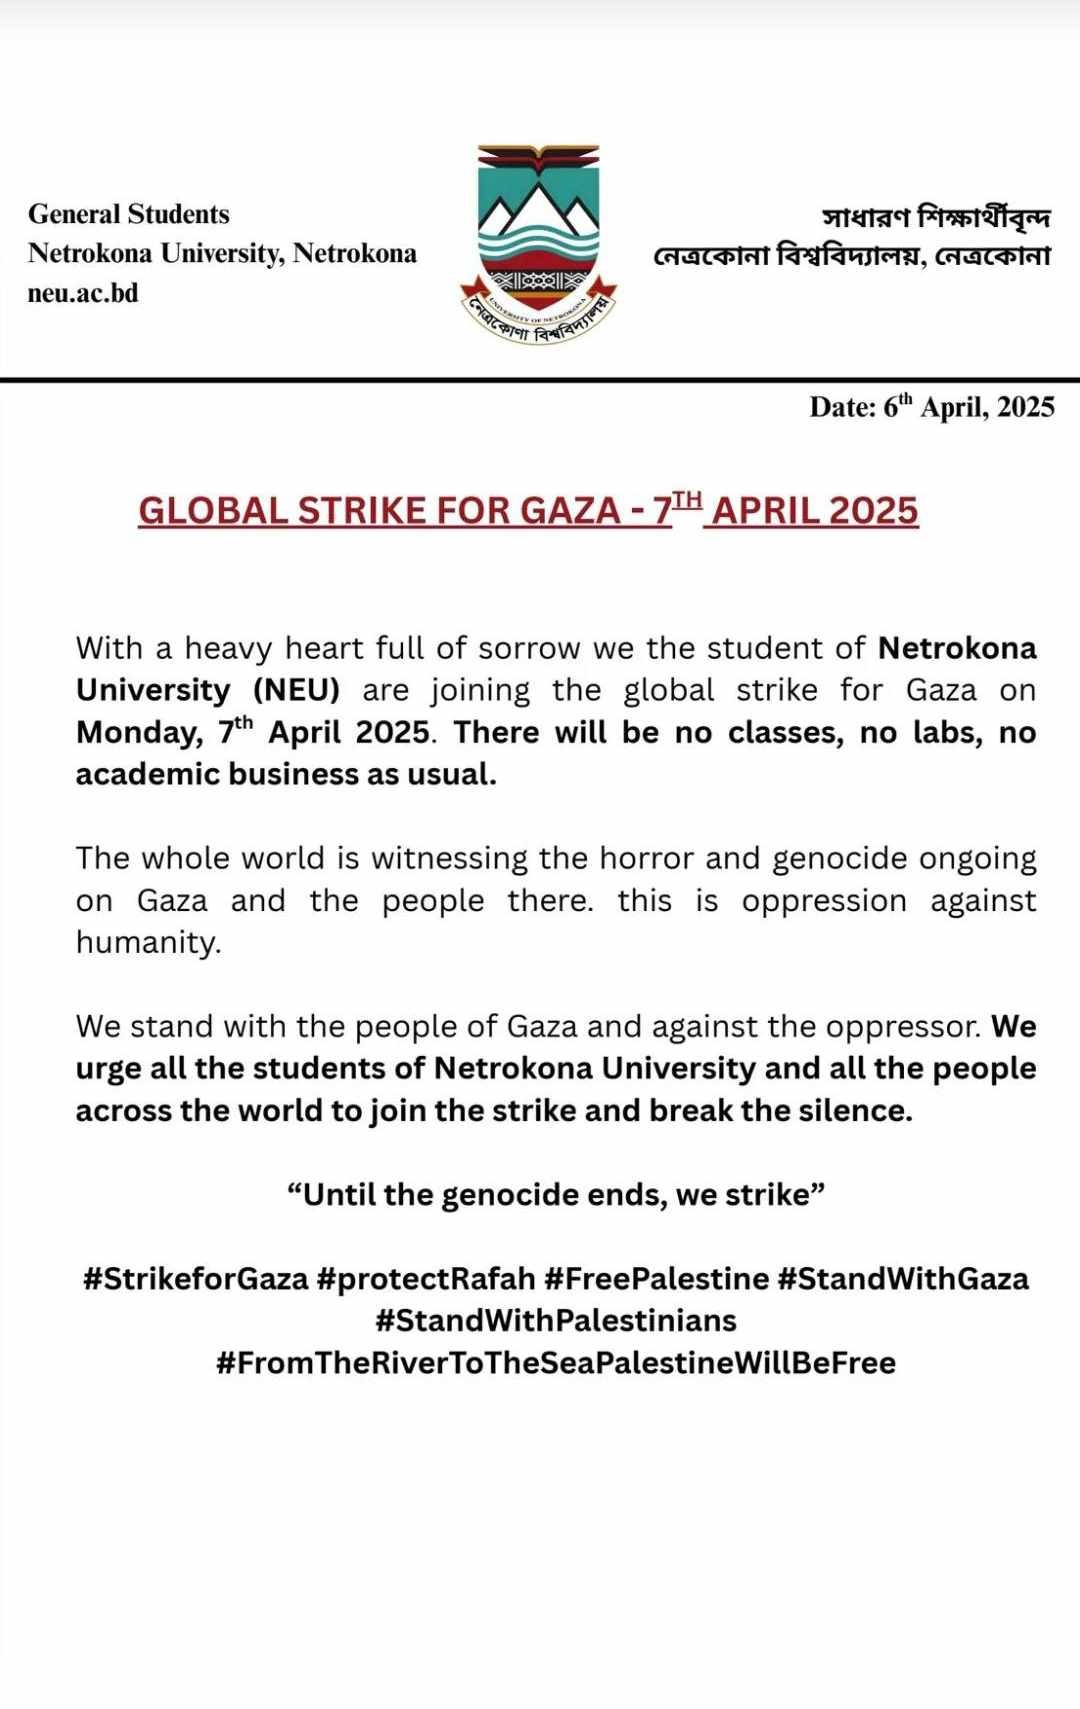 General Students
Netrokona University, Netrokona
neu.ac.bd
UNIVERSITY OF NETROKONA
নেত্রকোণা বিশ্ববিদ্যালয়
সাধারণ শিক্ষার্থীবৃন্দ
নেত্রকোনা বিশ্ববিদ্যালয়, নেত্রকোনা
Date: 6th April, 2025
GLOBAL STRIKE FOR GAZA - 7TH APRIL 2025
With a heavy heart full of sorrow we the student of Netrokona
University (NEU) are joining the global strike for Gaza on
Monday, 7th April 2025. There will be no classes, no labs, no
academic business as usual.
The whole world is witnessing the horror and genocide ongoing
on Gaza and the people there. this is oppression against
humanity.
We stand with the people of Gaza and against the oppressor. We
urge all the students of Netrokona University and all the people
across the world to join the strike and break the silence.
“Until the genocide ends, we strike”
#StrikeforGaza #protectRafah #FreePalestine #StandWithGaza
#StandWithPalestinians
#FromTheRiverToTheSeaPalestineWillBeFree